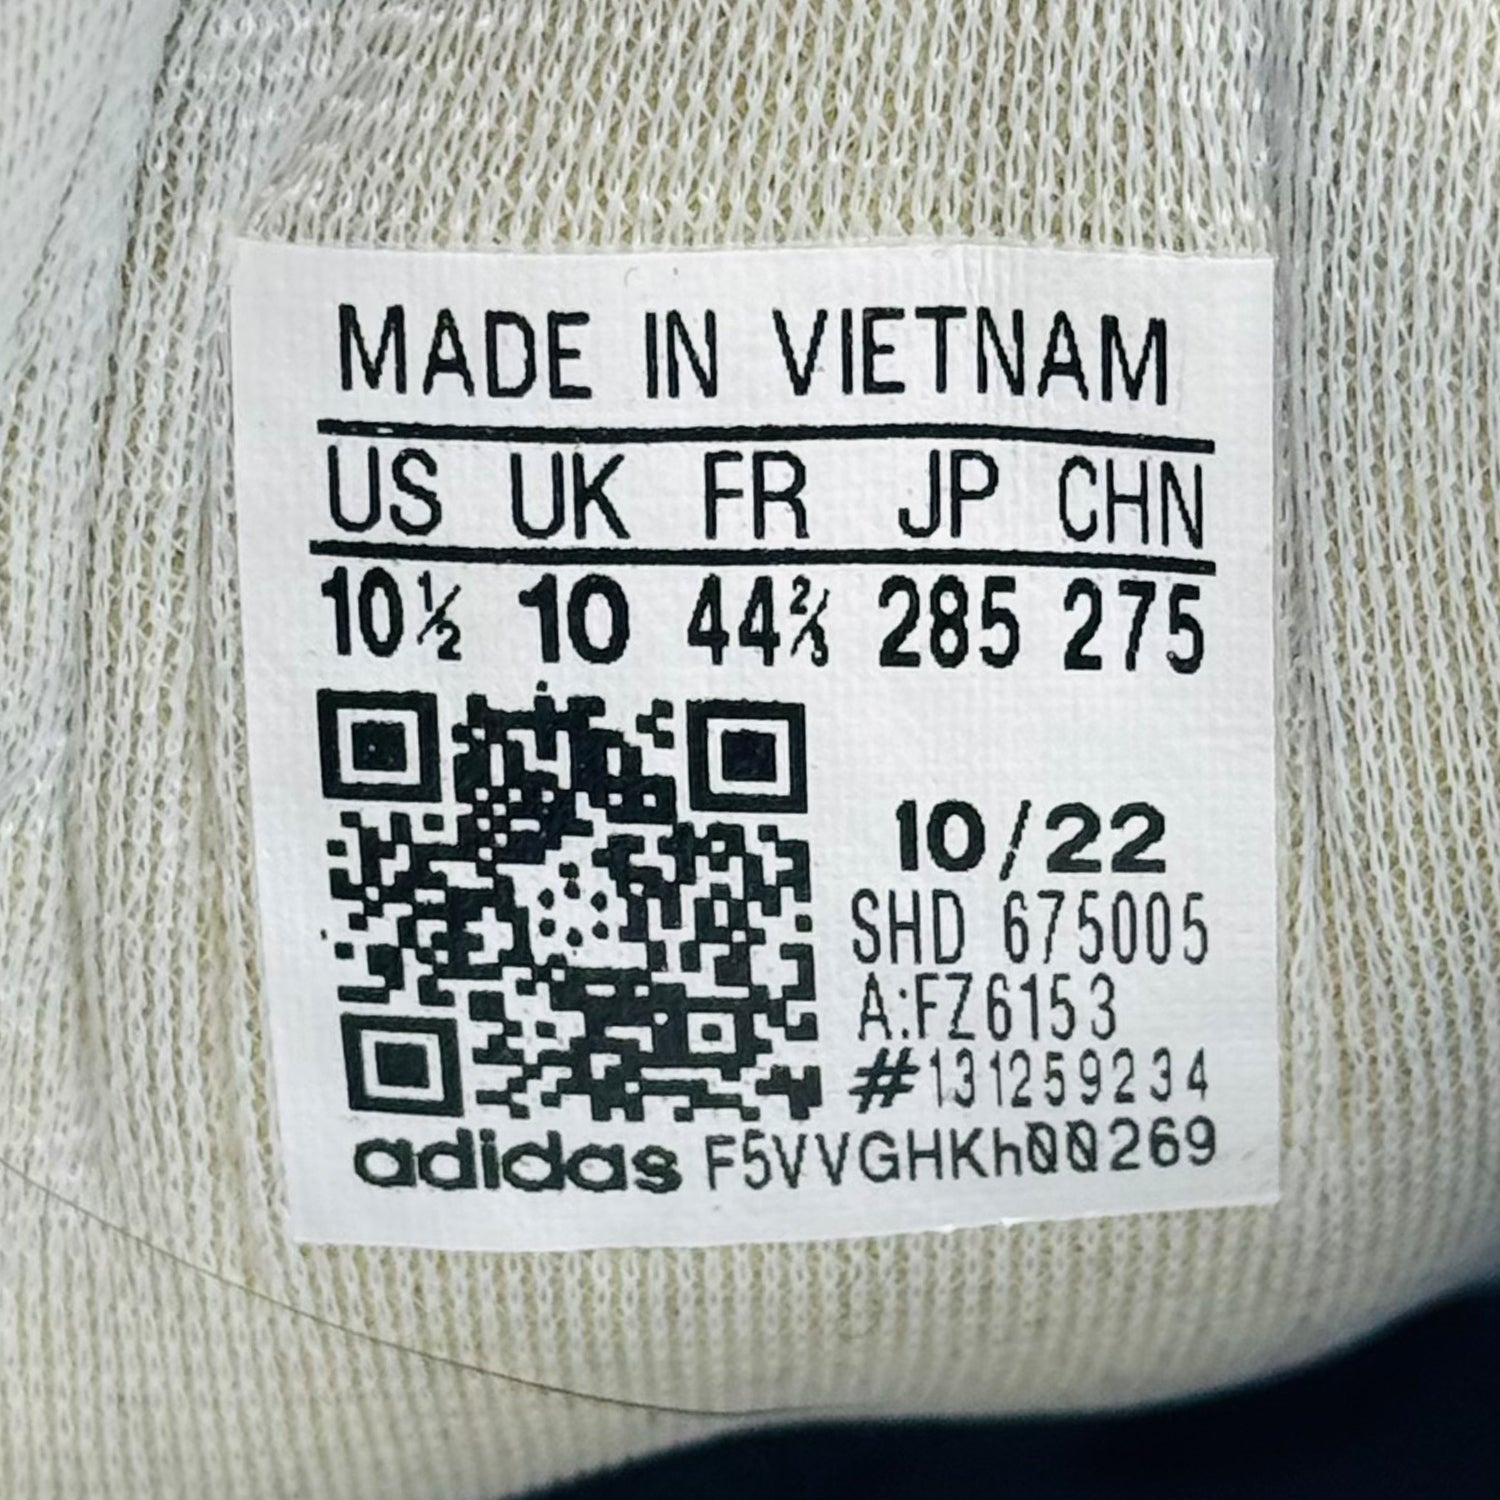 MADE IN VIETNAM
US UK FR JP CHN
10½ 10 44⅔ 285 275
10/22
SHD 675005
A:FZ6153
#131259234
adidas F5VVGHKh00269